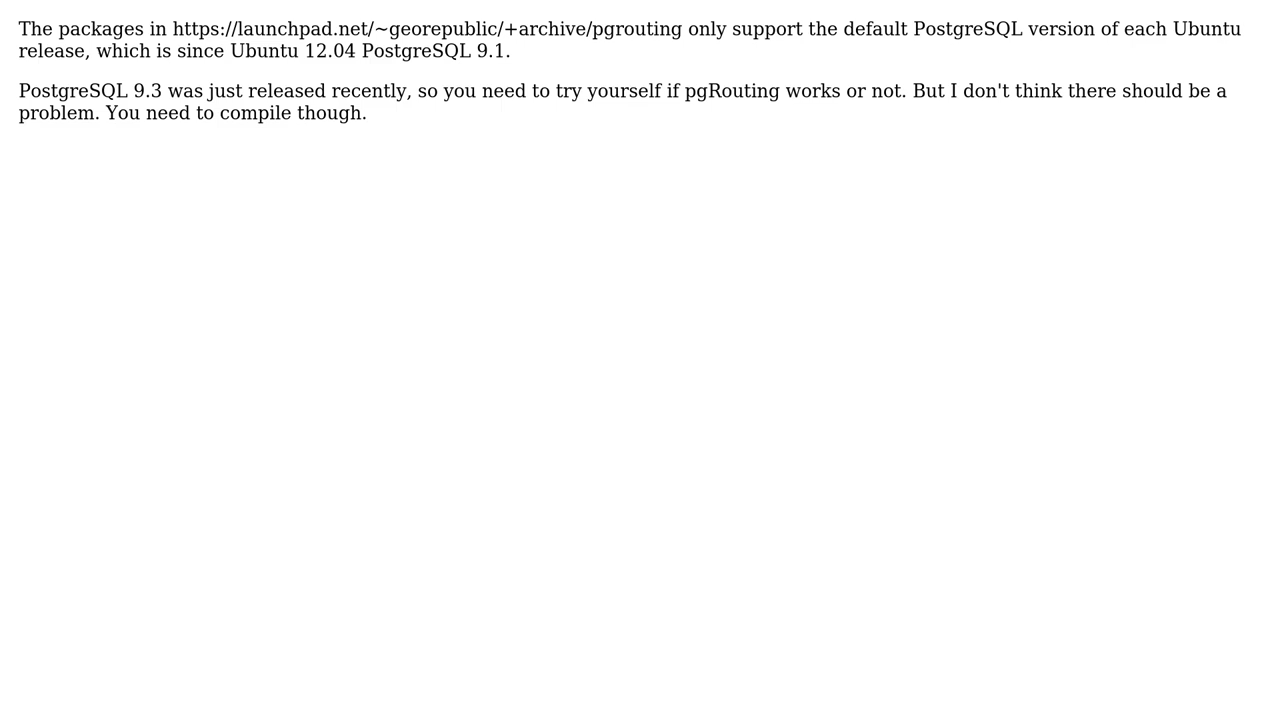 The packages in https://launchpad.net/~georepublic/+archive/pgrouting only support the default PostgreSQL version of each Ubuntu
release, which is since Ubuntu 12.04 PostgreSQL 9.1.
PostgreSQL 9.3 was just released recently, so you need to try yourself if pgRouting works or not. But I don't think there should be a
problem. You need to compile though.